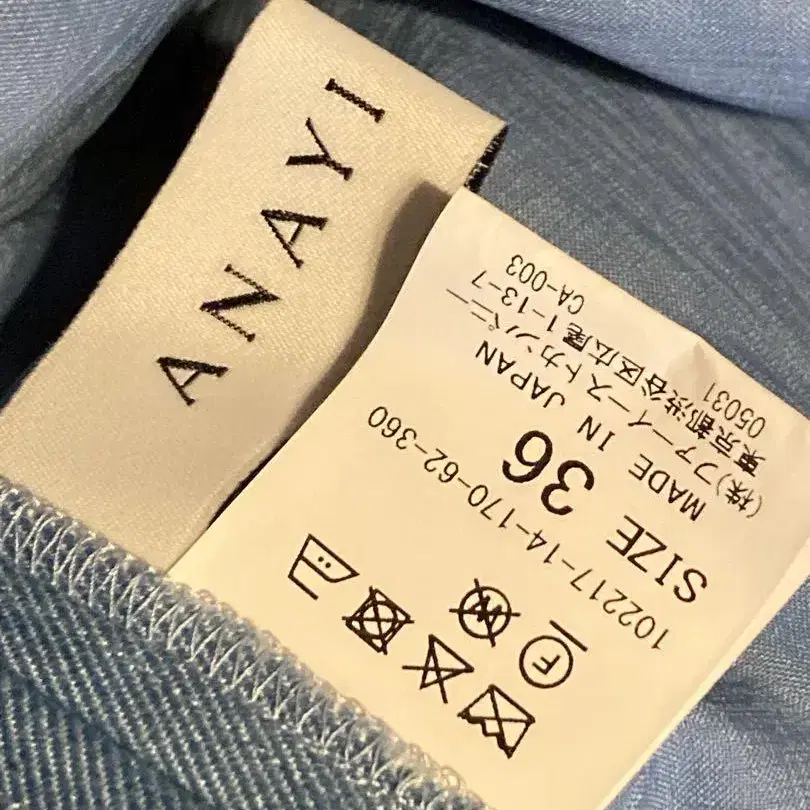 ANAYI
102217-14-170-62-360
SIZE 36
MADE IN JAPAN
(株)ファーイーストカンパニー
東京都渋谷区広尾1-13-7
05031 CA-003